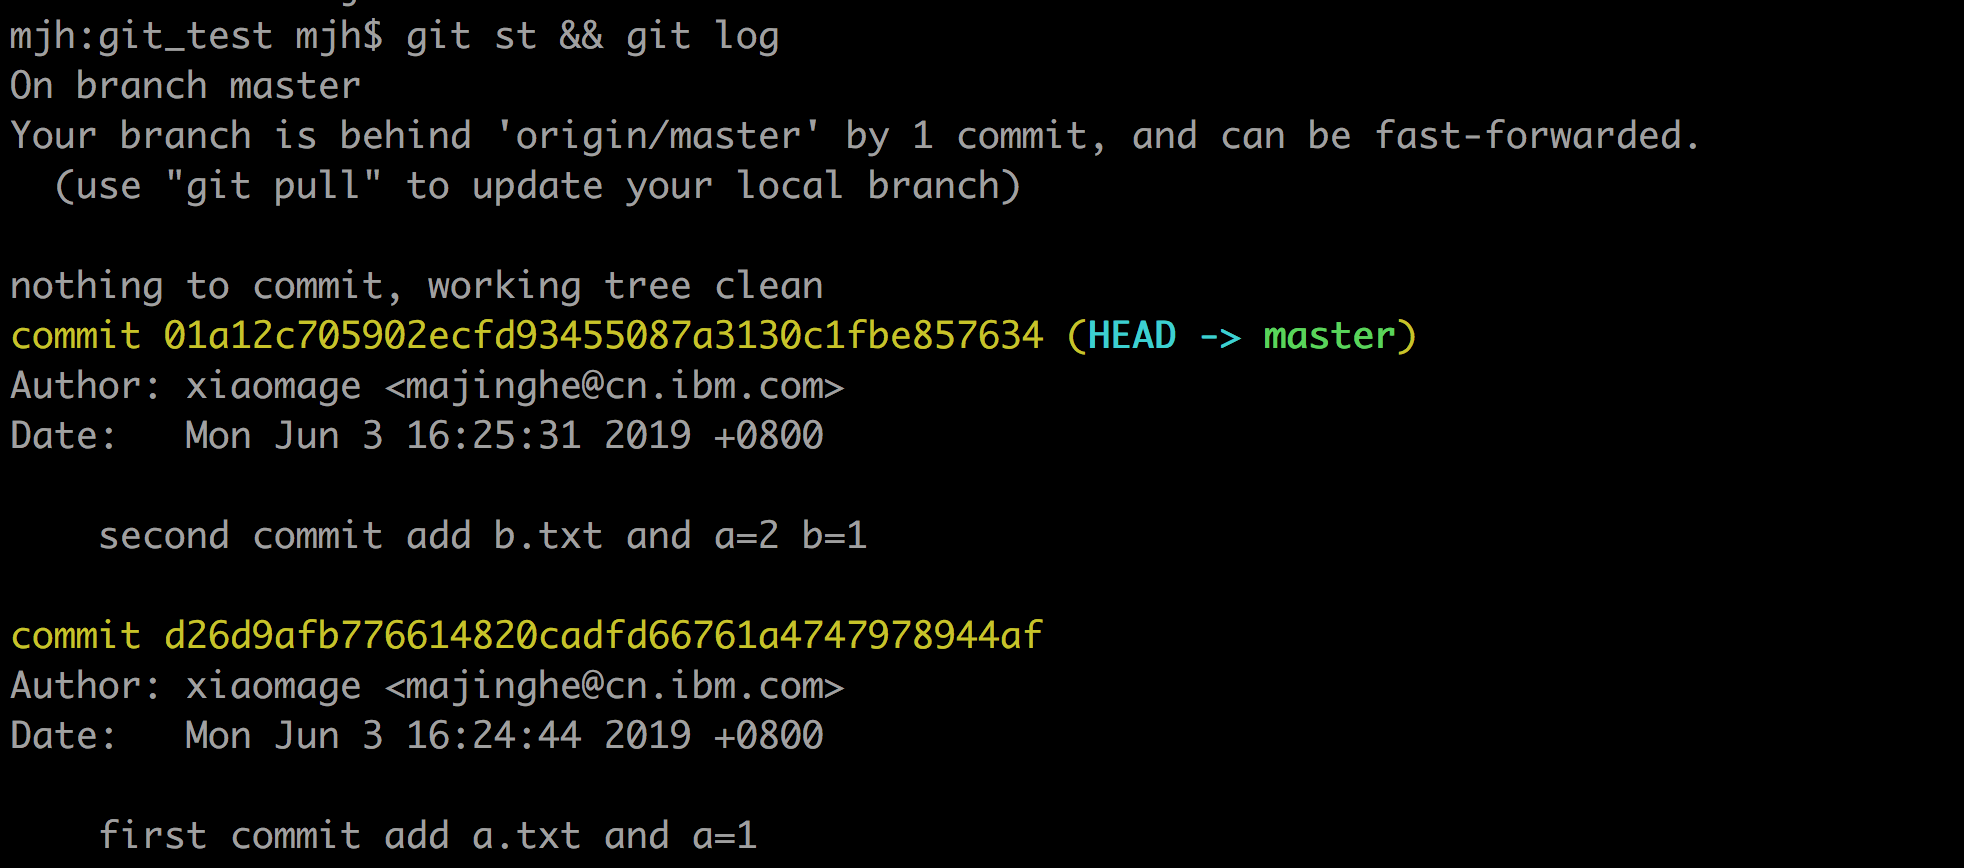 mjh:git_test mjh$ git st && git log
On branch master
Your branch is behind 'origin/master' by 1 commit, and can be fast-forwarded.
  (use "git pull" to update your local branch)

nothing to commit, working tree clean
commit 01a12c705902ecfd93455087a3130c1fbe857634 (HEAD -> master)
Author: xiaomage <majinghe@cn.ibm.com>
Date:   Mon Jun 3 16:25:31 2019 +0800

    second commit add b.txt and a=2 b=1

commit d26d9afb776614820cadfd66761a4747978944af
Author: xiaomage <majinghe@cn.ibm.com>
Date:   Mon Jun 3 16:24:44 2019 +0800

    first commit add a.txt and a=1